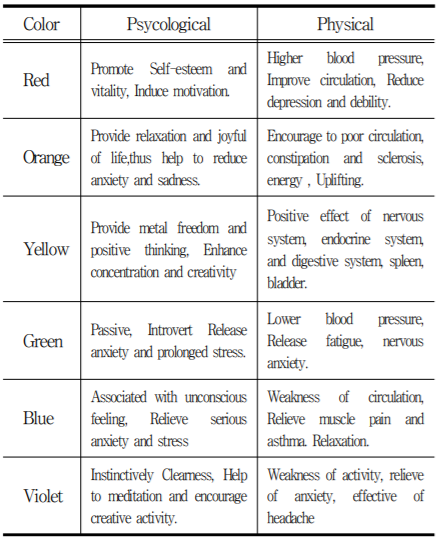 Color Psycological Physical
Red
Promote Self-esteem and
vitality, Induce motivation.
Higher blood pressure,
Improve circulation, Reduce
depression and debility.
Orange
Provide relaxation and joyful
of life,thus help to reduce
anxiety and sadness.
Encourage to poor circulation,
constipation and sclerosis,
energy , Uplifting.
Yellow
Provide metal freedom and
positive thinking, Enhance
concentration and creativity
Positive effect of nervous
system, endocrine system,
and digestive system, spleen,
bladder.
Green
Passive, Introvert Release
anxiety and prolonged stress.
Lower blood pressure,
Release fatigue, nervous
anxiety.
Blue
Associated with unconscious
feeling, Relieve serious
anxiety and stress
Weakness of circulation,
Relieve muscle pain and
asthma. Relaxation.
Violet
Instinctively Clearness, Help
to meditation and encourage
creative activity.
Weakness of activity, relieve
of anxiety, effective of
headache